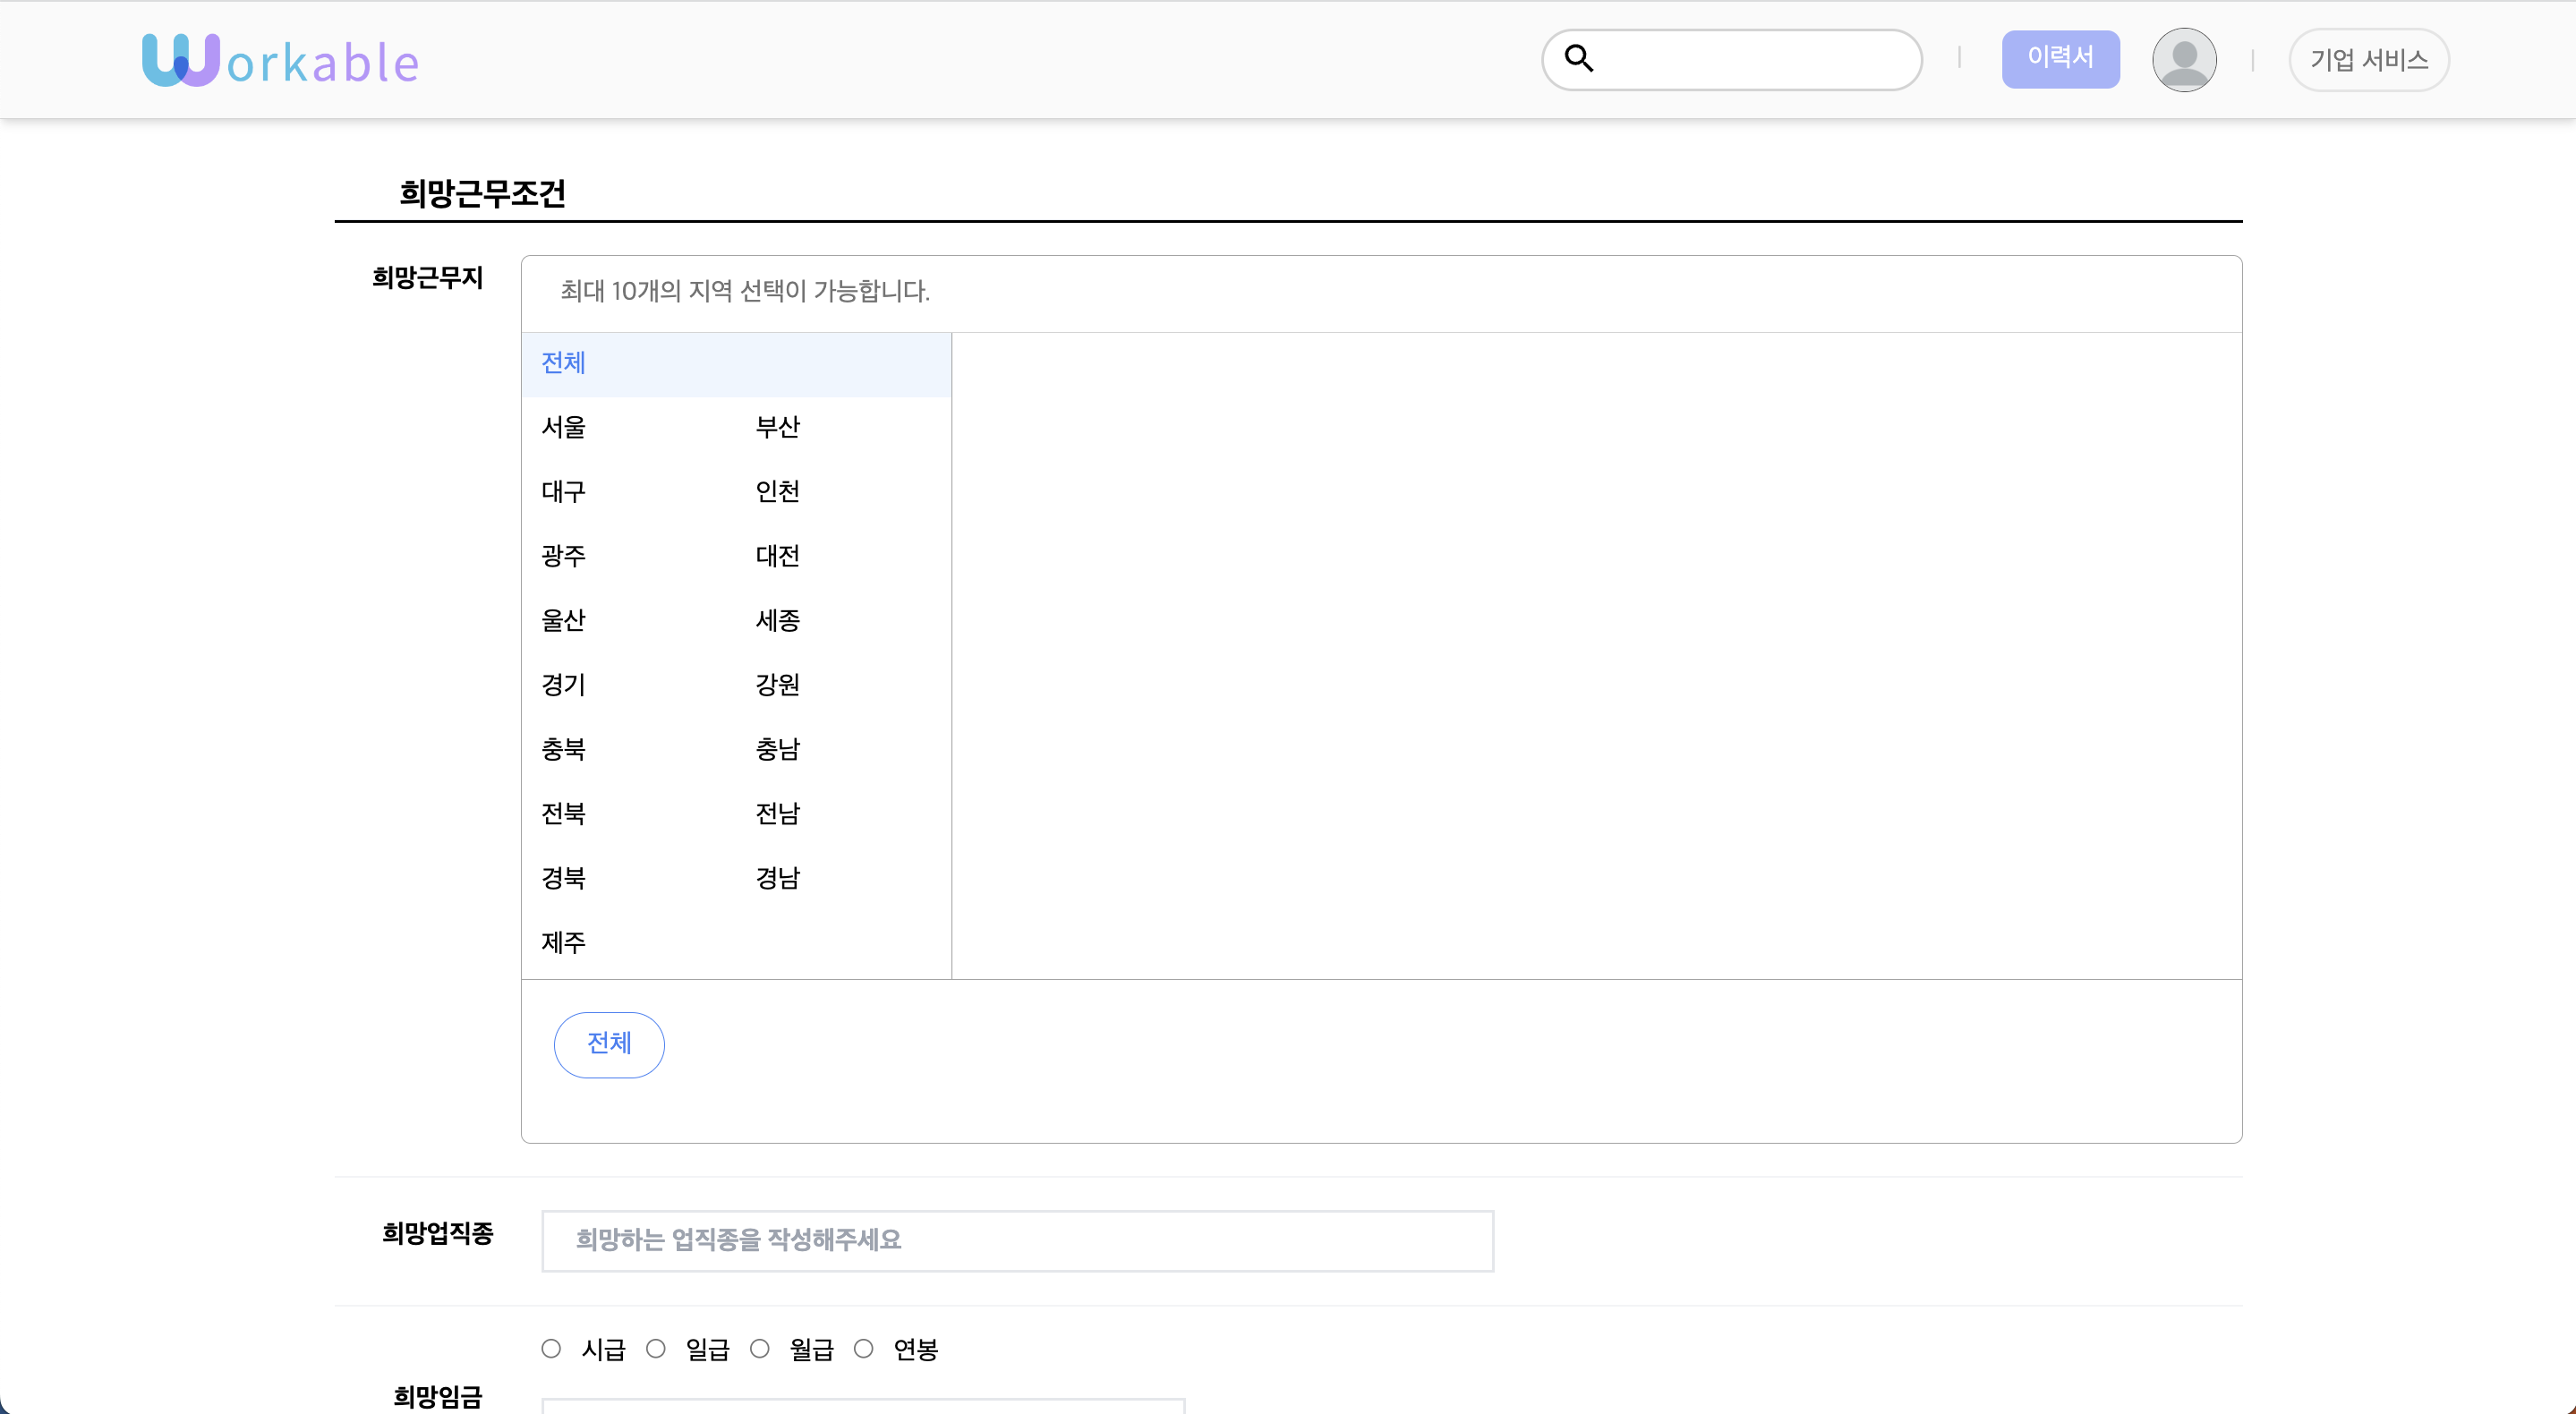 Workable
이력서
기업 서비스
희망근무조건
희망근무지
최대 10개의 지역 선택이 가능합니다.
전체
서울 부산
대구 인천
광주 대전
울산 세종
경기 강원
충북 충남
전북 전남
경북 경남
제주
전체
희망업직종
희망하는 업직종을 작성해주세요
시급 일급 월급 연봉
희망임금